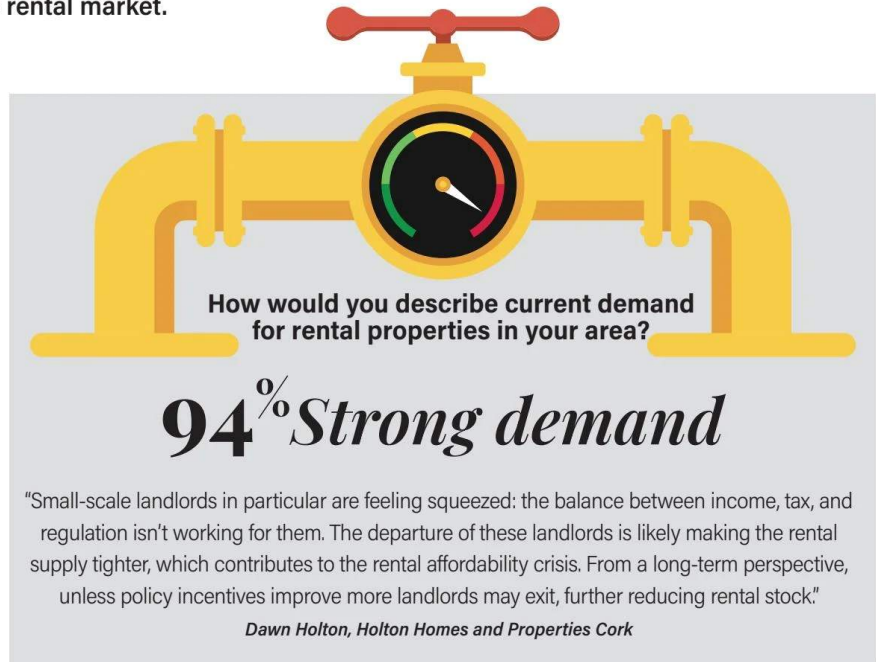 rental market.
How would you describe current demand
for rental properties in your area?
94% Strong demand
"Small-scale landlords in particular are feeling squeezed: the balance between income, tax, and
regulation isn't working for them. The departure of these landlords is likely making the rental
supply tighter, which contributes to the rental affordability crisis. From a long-term perspective,
unless policy incentives improve more landlords may exit, further reducing rental stock."
Dawn Holton, Holton Homes and Properties Cork